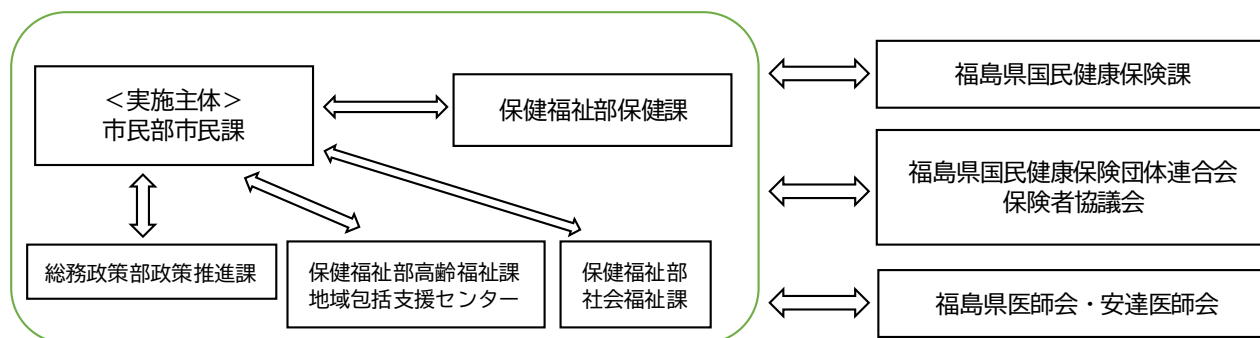 ＜実施主体＞
市民部市民課
保健福祉部保健課
総務政策部政策推進課
保健福祉部高齢福祉課
地域包括支援センター
保健福祉部
社会福祉課
福島県国民健康保険課
福島県国民健康保険団体連合会
保険者協議会
福島県医師会・安達医師会